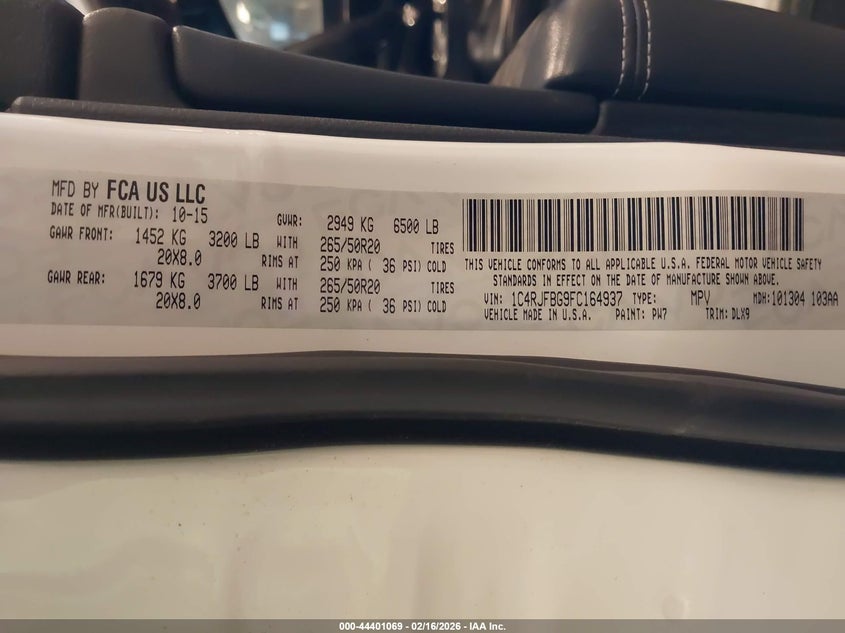 MFD BY FCA US LLC
DATE OF MFR(BUILT): 10-15 GVWR: 2949 KG 6500 LB
GAWR FRONT: 1452 KG 3200 LB WITH 265/50R20 TIRES
20X8.0 RIMS AT 250 KPA ( 36 PSI) COLD
GAWR REAR: 1679 KG 3700 LB WITH 265/50R20 TIRES
20X8.0 RIMS AT 250 KPA ( 36 PSI) COLD
THIS VEHICLE CONFORMS TO ALL APPLICABLE U.S.A. FEDERAL MOTOR VEHICLE SAFETY
STANDARDS IN EFFECT ON THE DATE OF MANUFACTURE SHOWN ABOVE.
VIN: 1C4RJFBG9FC164937 TYPE: MPV MDH:101304 103AA
VEHICLE MADE IN U.S.A. PAINT: PW7 TRIM:DLX9
000-44401069 - 02/16/2026 - IAA Inc.